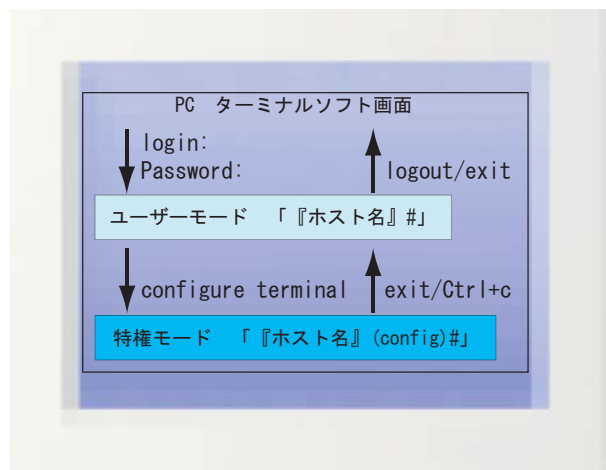 PC ターミナルソフト画面
login:
Password:
logout/exit
ユーザーモード 「『ホスト名』#」
configure terminal
exit/Ctrl+c
特権モード 「『ホスト名』(config)#」